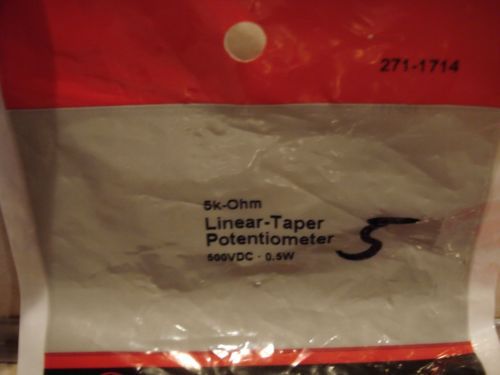 271-1714
5k-Ohm
Linear-Taper
Potentiometer 5
500VDC · 0.5W